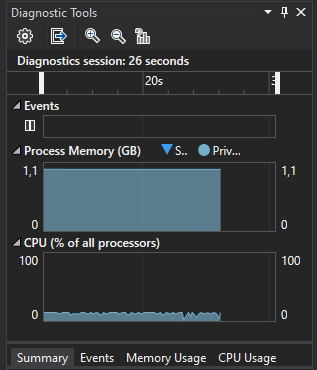 Diagnostic Tools
Diagnostics session: 26 seconds
20s 3
Events
Process Memory (GB) S.. Priv...
1,1 1,1
0 0
CPU (% of all processors)
100 100
0 0
Summary Events Memory Usage CPU Usage